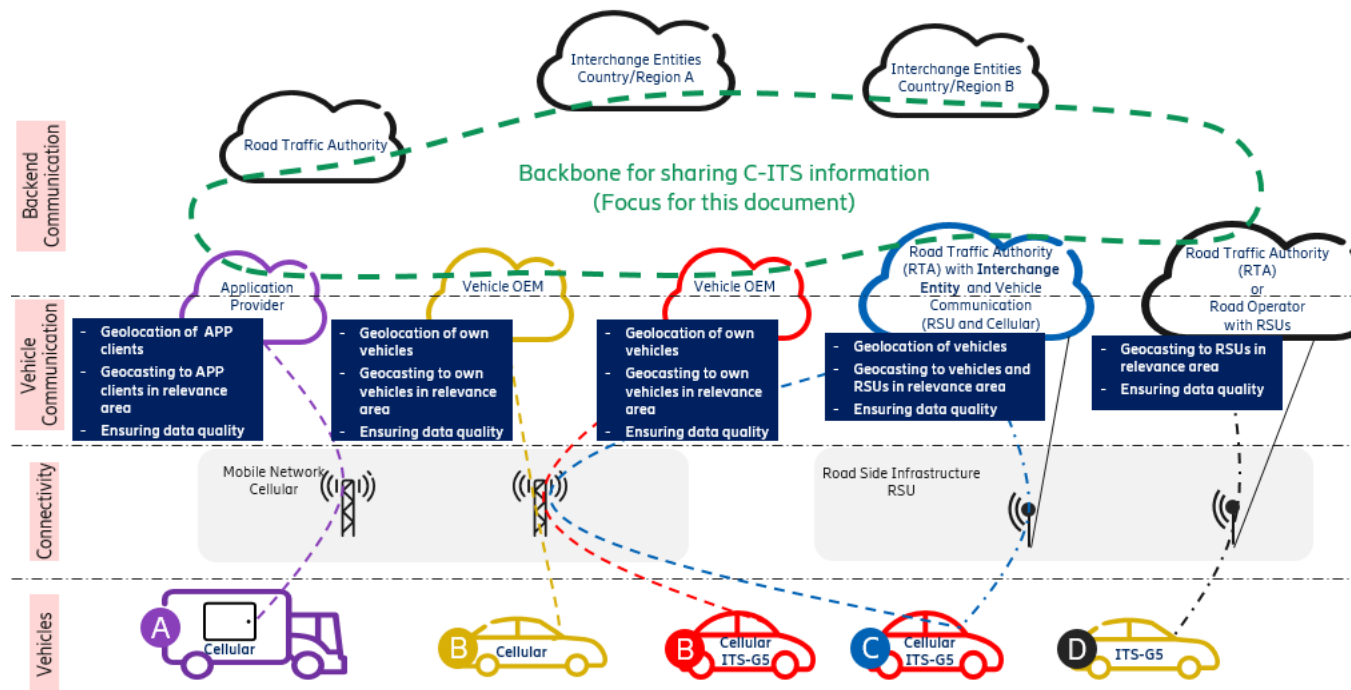 Interchange Entities
Country/Region A
Interchange Entities
Country/Region B
Road Traffic Authority
Backend
Communication
Backbone for sharing C-ITS information
(Focus for this document)
Application
Provider
Vehicle OEM
Vehicle OEM
Road Traffic Authority
(RTA) with Interchange
Entity and Vehicle
Communication
(RSU and Cellular)
Road Traffic Authority
(RTA)
or
Road Operator
with RSUs
Vehicle
Communication
- Geolocation of APP
clients
- Geocasting to APP
clients in relevance
area
- Ensuring data quality
- Geolocation of own
vehicles
- Geocasting to own
vehicles in relevance
area
- Ensuring data quality
- Geolocation of own
vehicles
- Geocasting to own
vehicles in relevance
area
- Ensuring data quality
- Geolocation of vehicles
- Geocasting to vehicles and
RSUs in relevance area
- Ensuring data quality
- Geocasting to RSUs in
relevance area
- Ensuring data quality
Connectivity
Mobile Network
Cellular
Road Side Infrastructure
RSU
Vehicles
A
Cellular
B
Cellular
B
Cellular
ITS-G5
C
Cellular
ITS-G5
D
ITS-G5